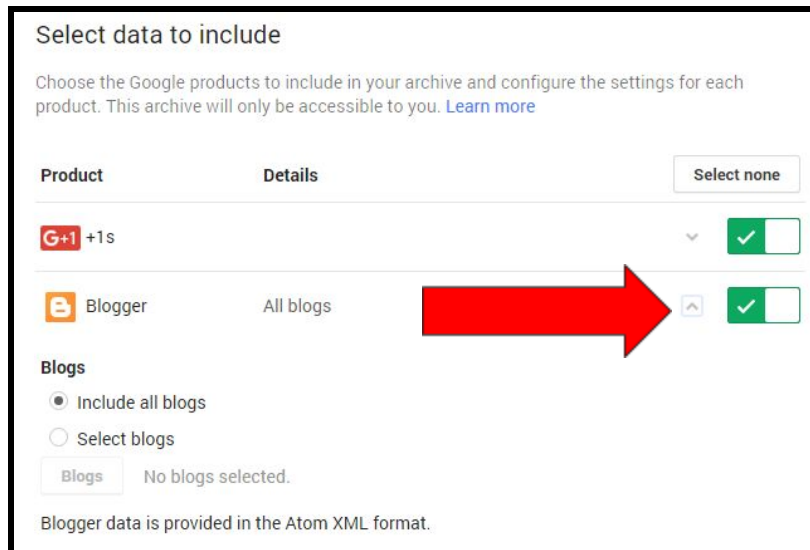 Select data to include
Choose the Google products to include in your archive and configure the settings for each
product. This archive will only be accessible to you. Learn more
Product Details Select none
G+1 +1s
Blogger All blogs
Blogs
Include all blogs
Select blogs
Blogs No blogs selected.
Blogger data is provided in the Atom XML format.